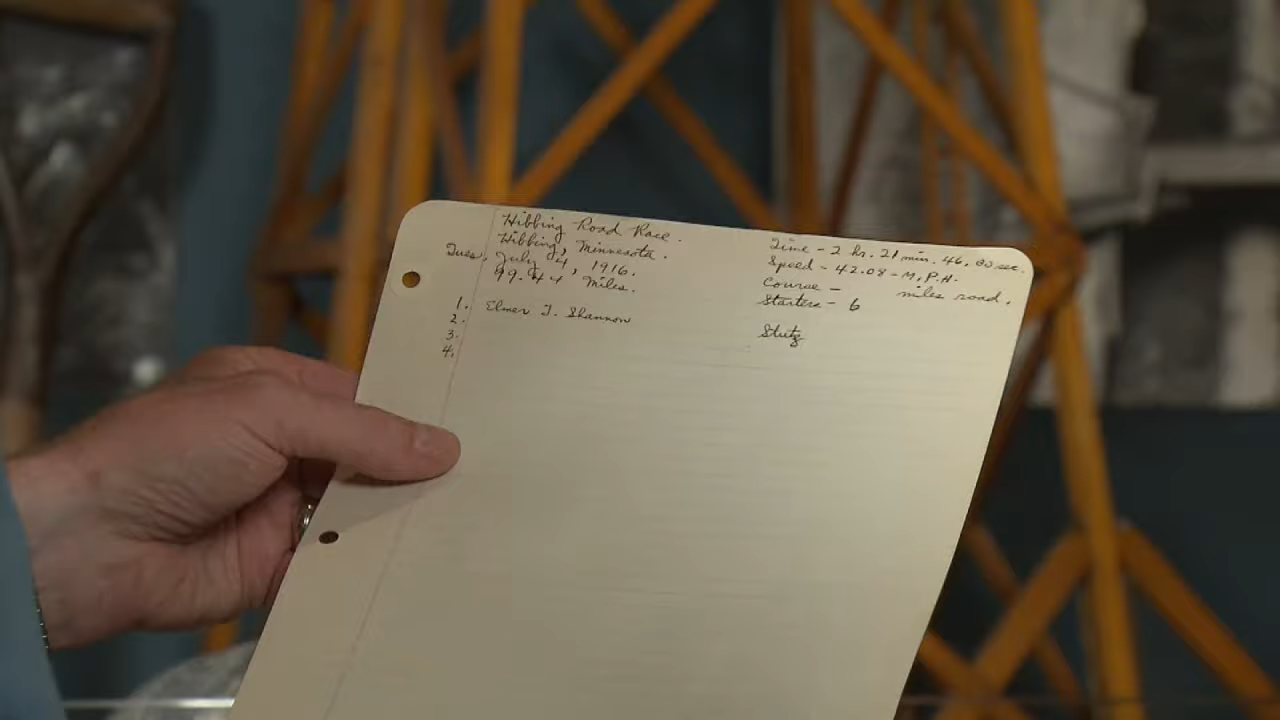 Hibbing Road Race.
Hibbing, Minnesota.
Tues, July 4, 1916.
99.44 Miles.
Time - 2 hr. 21 min. 46.80 sec.
Speed - 42.08 - M.P.H.
Course - miles road.
Starters - 6
1. Elmer T. Shannon Stutz
2.
3.
4.